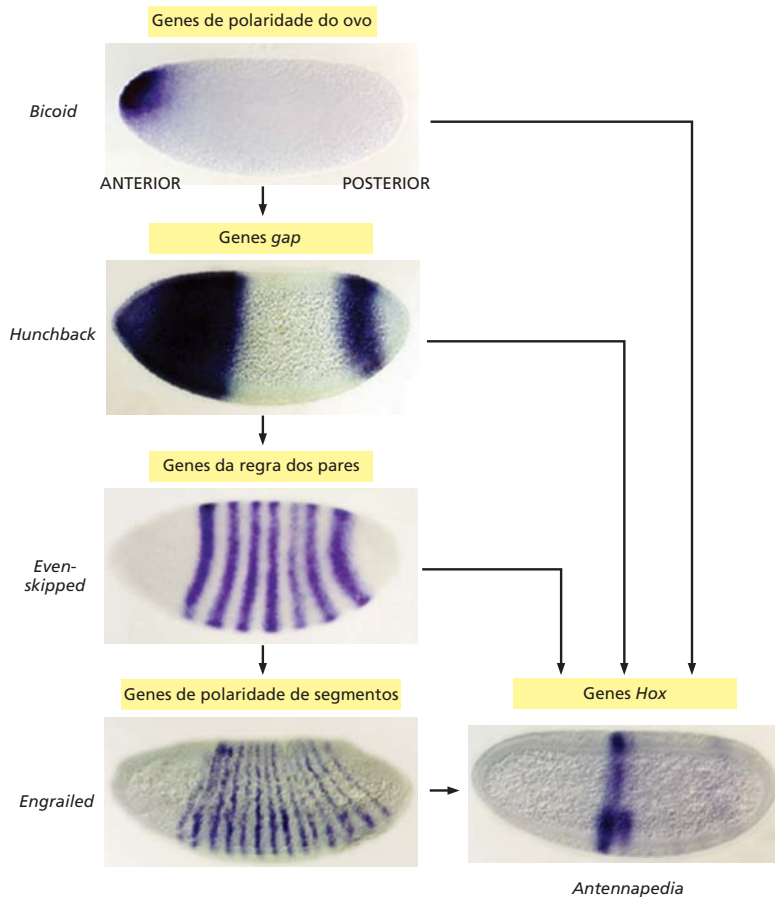 Genes de polaridade do ovo
Bicoid
ANTERIOR
POSTERIOR
Genes gap
Hunchback
Genes da regra dos pares
Even-
skipped
Genes de polaridade de segmentos
Genes Hox
Engrailed
Antennapedia